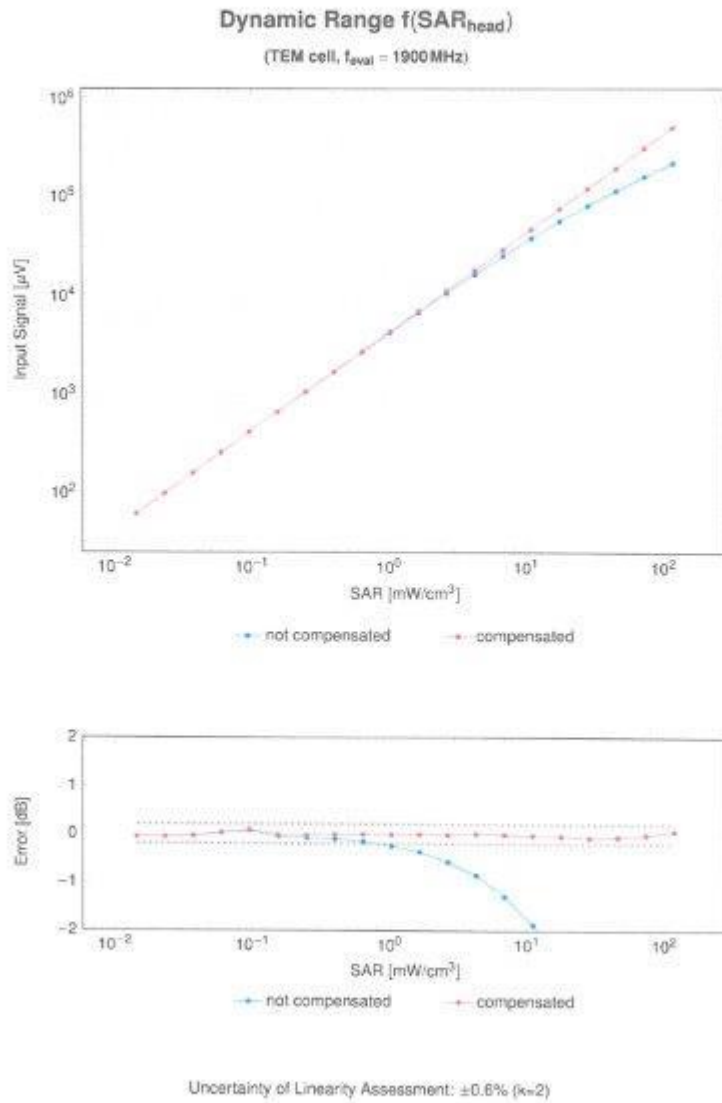 Dynamic Range f(SARhead)
(TEM cell, feval = 1900 MHz)
10⁶
10⁵
10⁴
10³
10²
Input Signal [µV]
10⁻² 10⁻¹ 10⁰ 10¹ 10²
SAR [mW/cm³]
not compensated compensated
2
1
0
−1
−2
Error [dB]
10⁻² 10⁻¹ 10⁰ 10¹ 10²
SAR [mW/cm³]
not compensated compensated
Uncertainty of Linearity Assessment: ±0.6% (k=2)